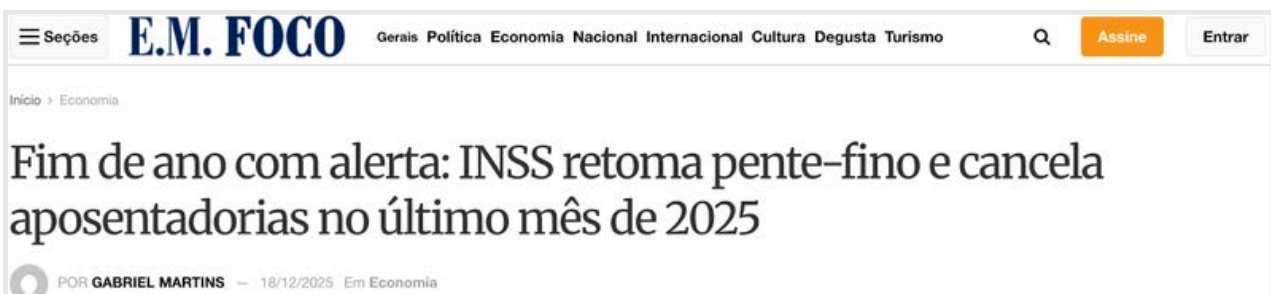 Seções E.M. FOCO Gerais Política Economia Nacional Internacional Cultura Degusta Turismo Assine Entrar
Início > Economia
Fim de ano com alerta: INSS retoma pente-fino e cancela
aposentadorias no último mês de 2025
POR GABRIEL MARTINS — 18/12/2025 Em Economia